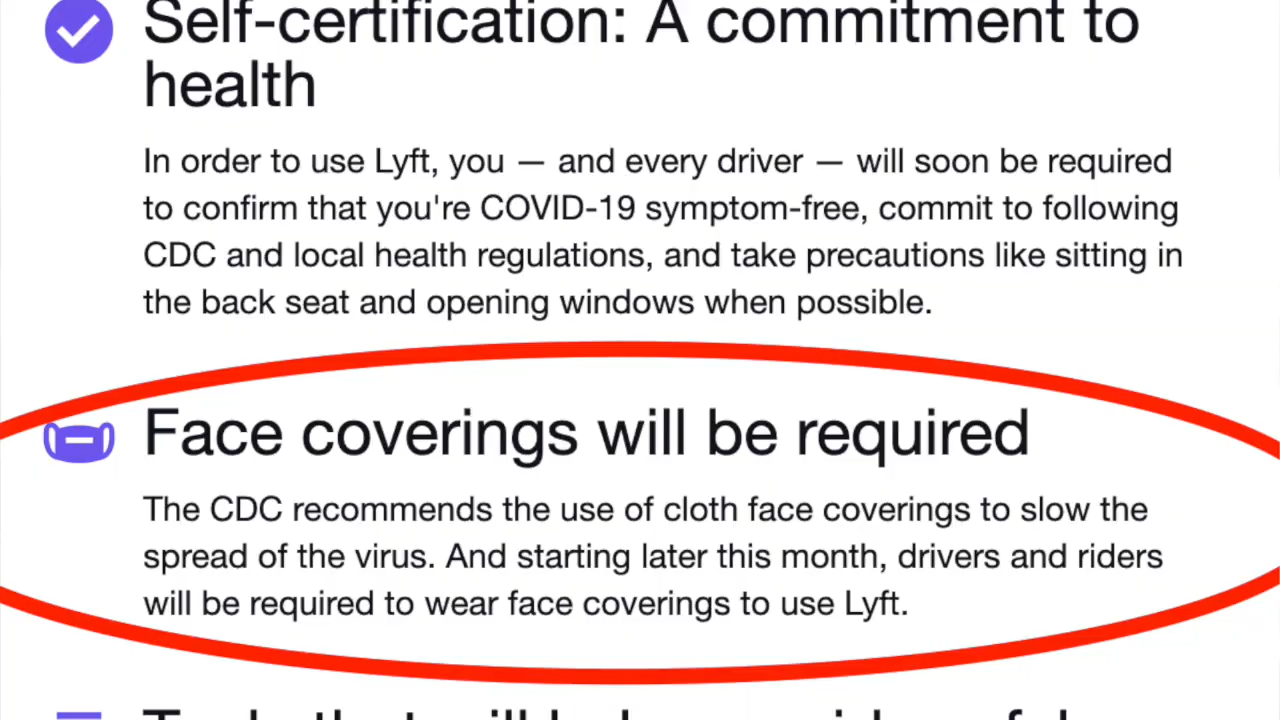 Self-certification: A commitment to
health
In order to use Lyft, you — and every driver — will soon be required
to confirm that you're COVID-19 symptom-free, commit to following
CDC and local health regulations, and take precautions like sitting in
the back seat and opening windows when possible.
Face coverings will be required
The CDC recommends the use of cloth face coverings to slow the
spread of the virus. And starting later this month, drivers and riders
will be required to wear face coverings to use Lyft.